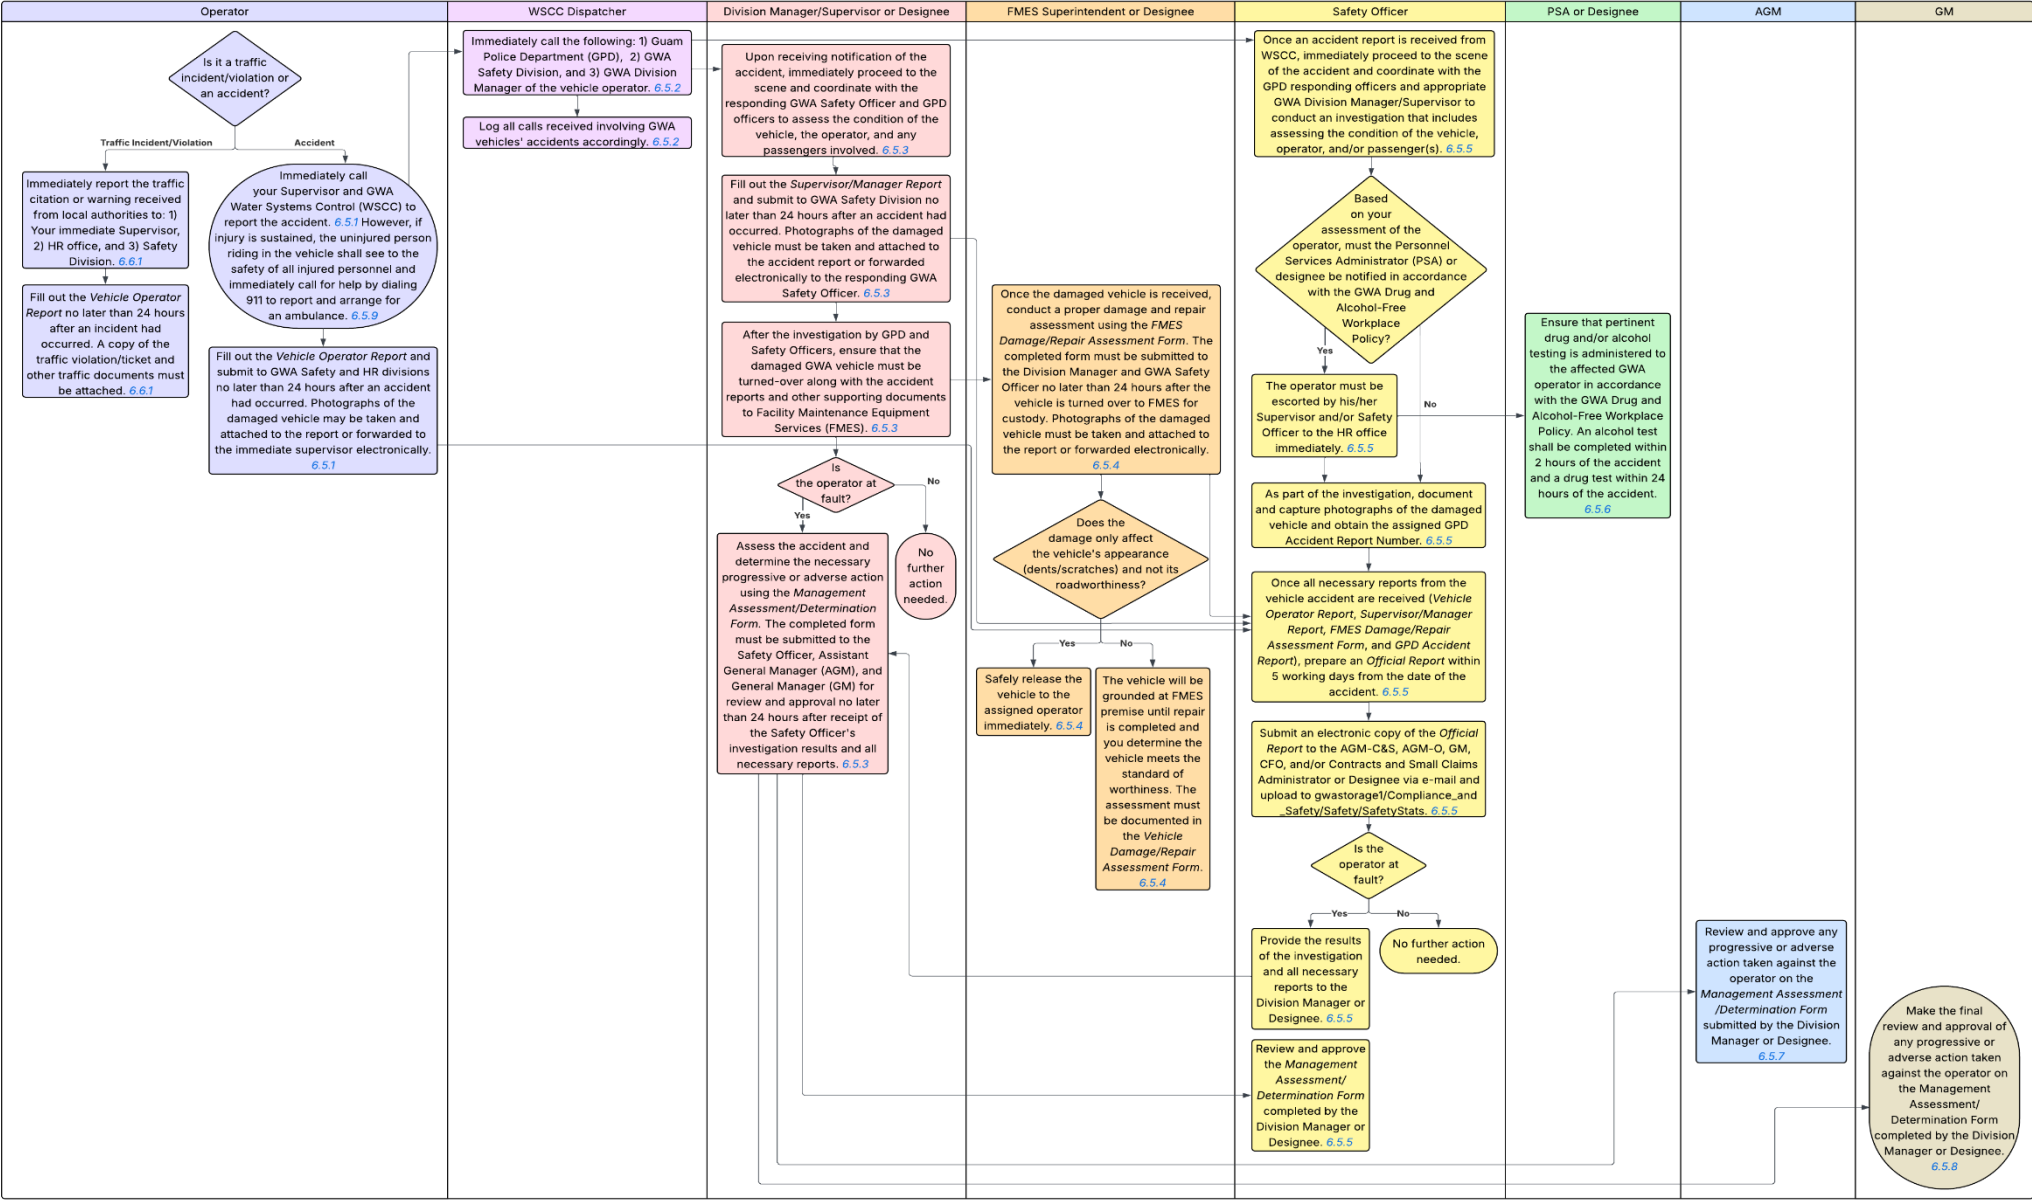 Operator
WSCC Dispatcher
Division Manager/Supervisor or Designee
FMES Superintendent or Designee
Safety Officer
PSA or Designee
AGM
GM
Is it a traffic
incident/violation or
an accident?
Traffic Incident/Violation
Accident
Immediately report the traffic
citation or warning received
from local authorities to: 1)
Your immediate Supervisor,
2) HR office, and 3) Safety
Division. 6.6.1
Fill out the Vehicle Operator
Report no later than 24 hours
after an incident had
occurred. A copy of the
traffic violation/ticket and
other traffic documents must
be attached. 6.6.1
Immediately call
your Supervisor and GWA
Water Systems Control (WSCC) to
report the accident. 6.5.1 However, if
injury is sustained, the uninjured person
riding in the vehicle shall see to the
safety of all injured personnel and
immediately call for help by dialing
911 to report and arrange for
an ambulance. 6.5.9
Fill out the Vehicle Operator Report and
submit to GWA Safety and HR divisions
no later than 24 hours after an accident
had occurred. Photographs of the
damaged vehicle may be taken and
attached to the report or forwarded to
the immediate supervisor electronically.
6.5.1
Immediately call the following: 1) Guam
Police Department (GPD), 2) GWA
Safety Division, and 3) GWA Division
Manager of the vehicle operator. 6.5.2
Log all calls received involving GWA
vehicles' accidents accordingly. 6.5.2
Upon receiving notification of the
accident, immediately proceed to the
scene and coordinate with the
responding GWA Safety Officer and GPD
officers to assess the condition of the
vehicle, the operator, and any
passengers involved. 6.5.3
Fill out the Supervisor/Manager Report
and submit to GWA Safety Division no
later than 24 hours after an accident had
occurred. Photographs of the damaged
vehicle must be taken and attached to
the accident report or forwarded
electronically to the responding GWA
Safety Officer. 6.5.3
After the investigation by GPD and
Safety Officers, ensure that the
damaged GWA vehicle must be
turned-over along with the accident
reports and other supporting documents
to Facility Maintenance Equipment
Services (FMES). 6.5.3
Is
the operator at
fault?
No
Yes
No
further
action
needed.
Assess the accident and
determine the necessary
progressive or adverse action
using the Management
Assessment/Determination
Form. The completed form
must be submitted to the
Safety Officer, Assistant
General Manager (AGM), and
General Manager (GM) for
review and approval no later
than 24 hours after receipt of
the Safety Officer's
investigation results and all
necessary reports. 6.5.3
Once the damaged vehicle is received,
conduct a proper damage and repair
assessment using the FMES
Damage/Repair Assessment Form. The
completed form must be submitted to
the Division Manager and GWA Safety
Officer no later than 24 hours after the
vehicle is turned over to FMES for
custody. Photographs of the damaged
vehicle must be taken and attached to
the report or forwarded electronically.
6.5.4
Does the
damage only affect
the vehicle's appearance
(dents/scratches) and not its
roadworthiness?
Yes
No
Safely release the
vehicle to the
assigned operator
immediately. 6.5.4
The vehicle will be
grounded at FMES
premise until repair
is completed and
you determine the
vehicle meets the
standard of
worthiness. The
assessment must
be documented in
the Vehicle
Damage/Repair
Assessment Form.
6.5.4
Once an accident report is received from
WSCC, immediately proceed to the scene
of the accident and coordinate with the
GPD responding officers and appropriate
GWA Division Manager/Supervisor to
conduct an investigation that includes
assessing the condition of the vehicle,
operator, and/or passenger(s). 6.5.5
Based
on your
assessment of the
operator, must the Personnel
Services Administrator (PSA) or
designee be notified in accordance
with the GWA Drug and
Alcohol-Free
Workplace
Policy?
Yes
No
The operator must be
escorted by his/her
Supervisor and/or Safety
Officer to the HR office
immediately. 6.5.5
As part of the investigation, document
and capture photographs of the damaged
vehicle and obtain the assigned GPD
Accident Report Number. 6.5.5
Once all necessary reports from the
vehicle accident are received (Vehicle
Operator Report, Supervisor/Manager
Report, FMES Damage/Repair
Assessment Form, and GPD Accident
Report), prepare an Official Report within
5 working days from the date of the
accident. 6.5.5
Submit an electronic copy of the Official
Report to the AGM-C&S, AGM-O, GM,
CFO, and/or Contracts and Small Claims
Administrator or Designee via e-mail and
upload to gwastorage1/Compliance_and
_Safety/Safety/SafetyStats. 6.5.5
Is the
operator at
fault?
Yes
No
Provide the results
of the investigation
and all necessary
reports to the
Division Manager or
Designee. 6.5.5
No further action
needed.
Review and approve
the Management
Assessment/
Determination Form
completed by the
Division Manager or
Designee. 6.5.5
Ensure that pertinent
drug and/or alcohol
testing is administered to
the affected GWA
operator in accordance
with the GWA Drug and
Alcohol-Free Workplace
Policy. An alcohol test
shall be completed within
2 hours of the accident
and a drug test within 24
hours of the accident.
6.5.6
Review and approve any
progressive or adverse
action taken against the
operator on the
Management Assessment
/Determination Form
submitted by the Division
Manager or Designee.
6.5.7
Make the final
review and approval of
any progressive or
adverse action taken
against the operator on
the Management
Assessment/
Determination Form
completed by the Division
Manager or Designee.
6.5.8